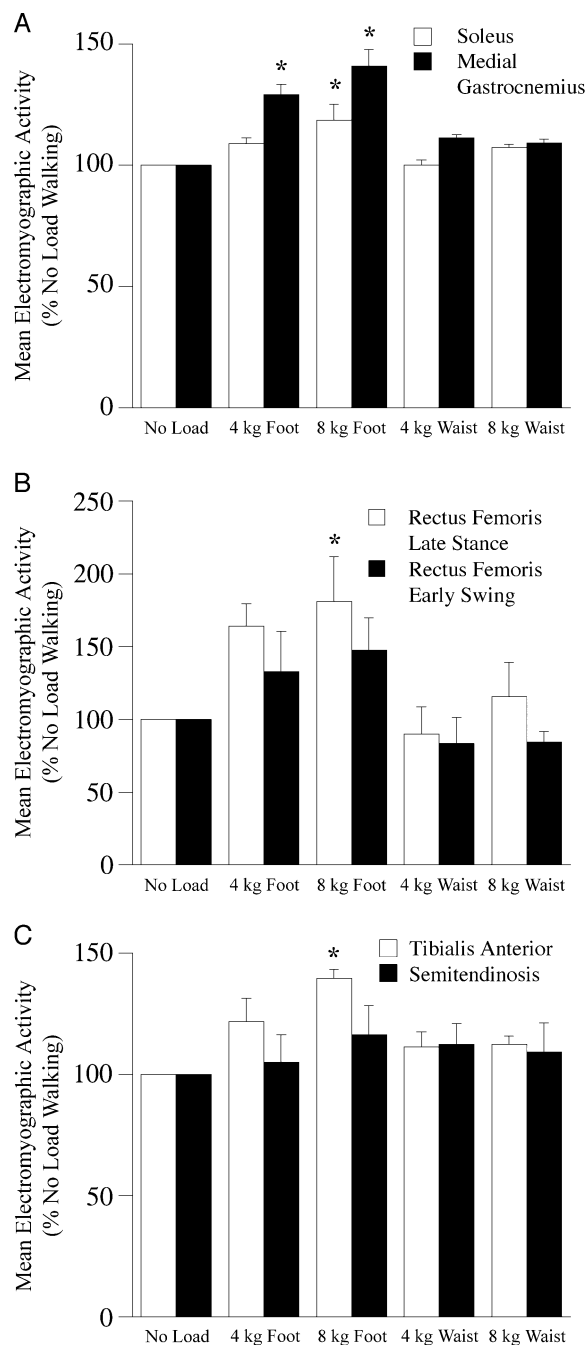 A
Mean Electromyographic Activity
(% No Load Walking)
150
100
50
0
* * *
Soleus
Medial
Gastrocnemius
No Load 4 kg Foot 8 kg Foot 4 kg Waist 8 kg Waist
B
Mean Electromyographic Activity
(% No Load Walking)
250
200
150
100
50
0
*
Rectus Femoris
Late Stance
Rectus Femoris
Early Swing
No Load 4 kg Foot 8 kg Foot 4 kg Waist 8 kg Waist
C
Mean Electromyographic Activity
(% No Load Walking)
150
100
50
0
*
Tibialis Anterior
Semitendinosis
No Load 4 kg Foot 8 kg Foot 4 kg Waist 8 kg Waist